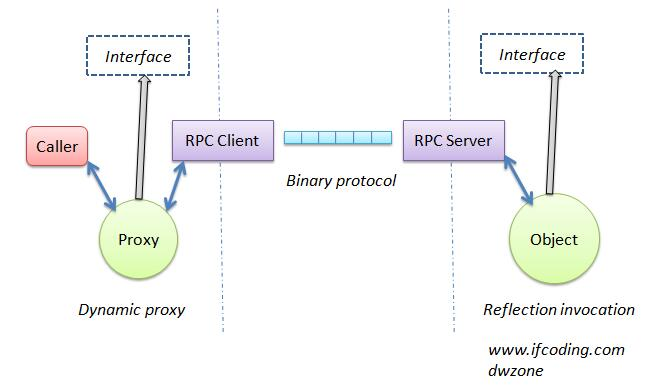 Interface
Interface
Caller
RPC Client
RPC Server
Binary protocol
Proxy
Object
Dynamic proxy
Reflection invocation
www.ifcoding.com
dwzone